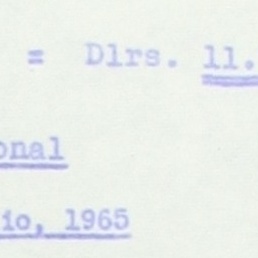 = Dlrs. 11.
onal
io, 1965